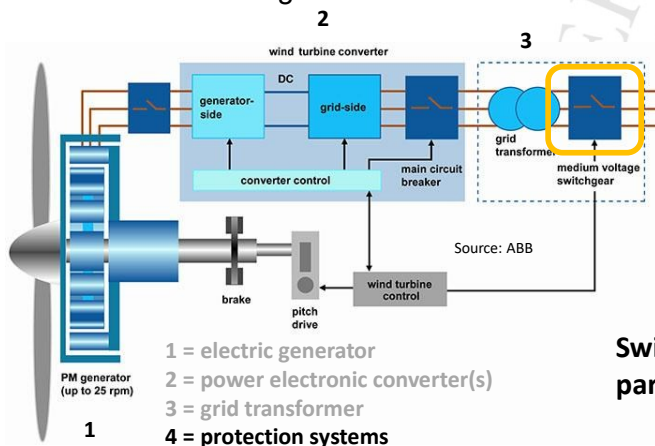 2
3
wind turbine converter
DC
generator-
side
grid-side
grid
transformer
main circuit
breaker
medium voltage
switchgear
converter control
Source: ABB
brake
wind turbine
control
pitch
drive
PM generator
(up to 25 rpm)
1
1 = electric generator
2 = power electronic converter(s)
3 = grid transformer
4 = protection systems